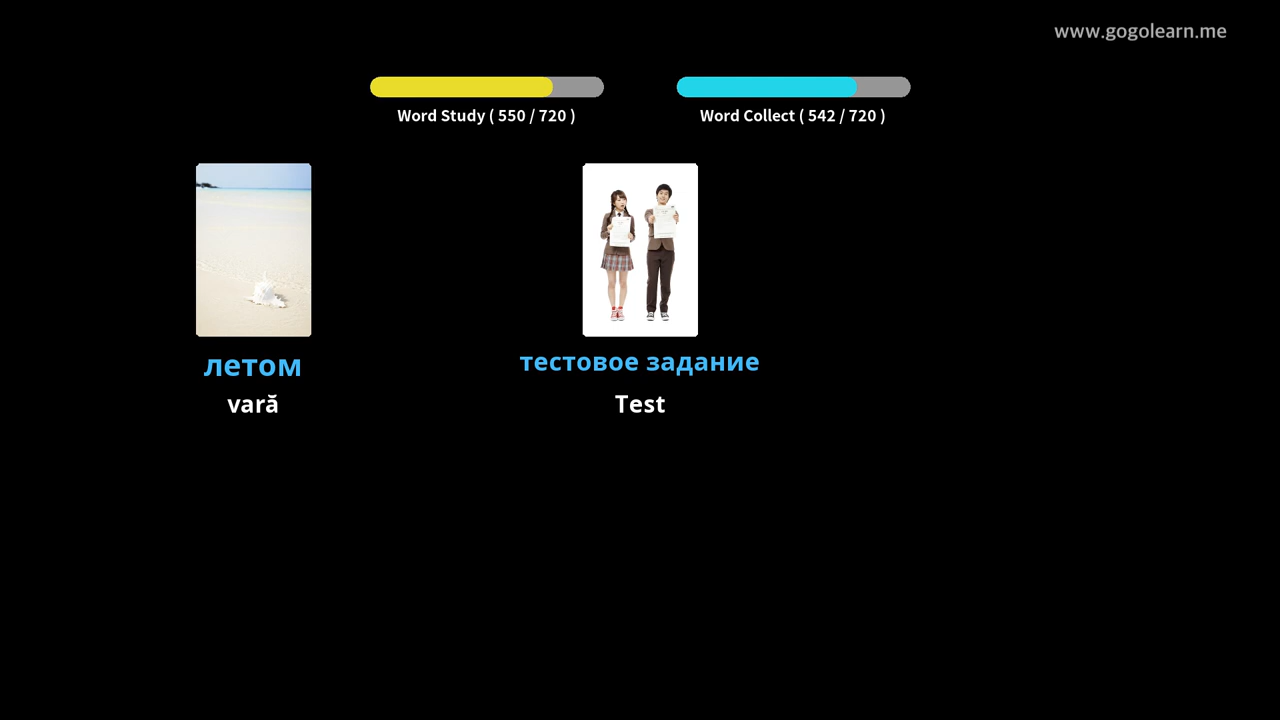 www.gogolearn.me
Word Study ( 550 / 720 )
Word Collect ( 542 / 720 )
летом
vară
тестовое задание
Test